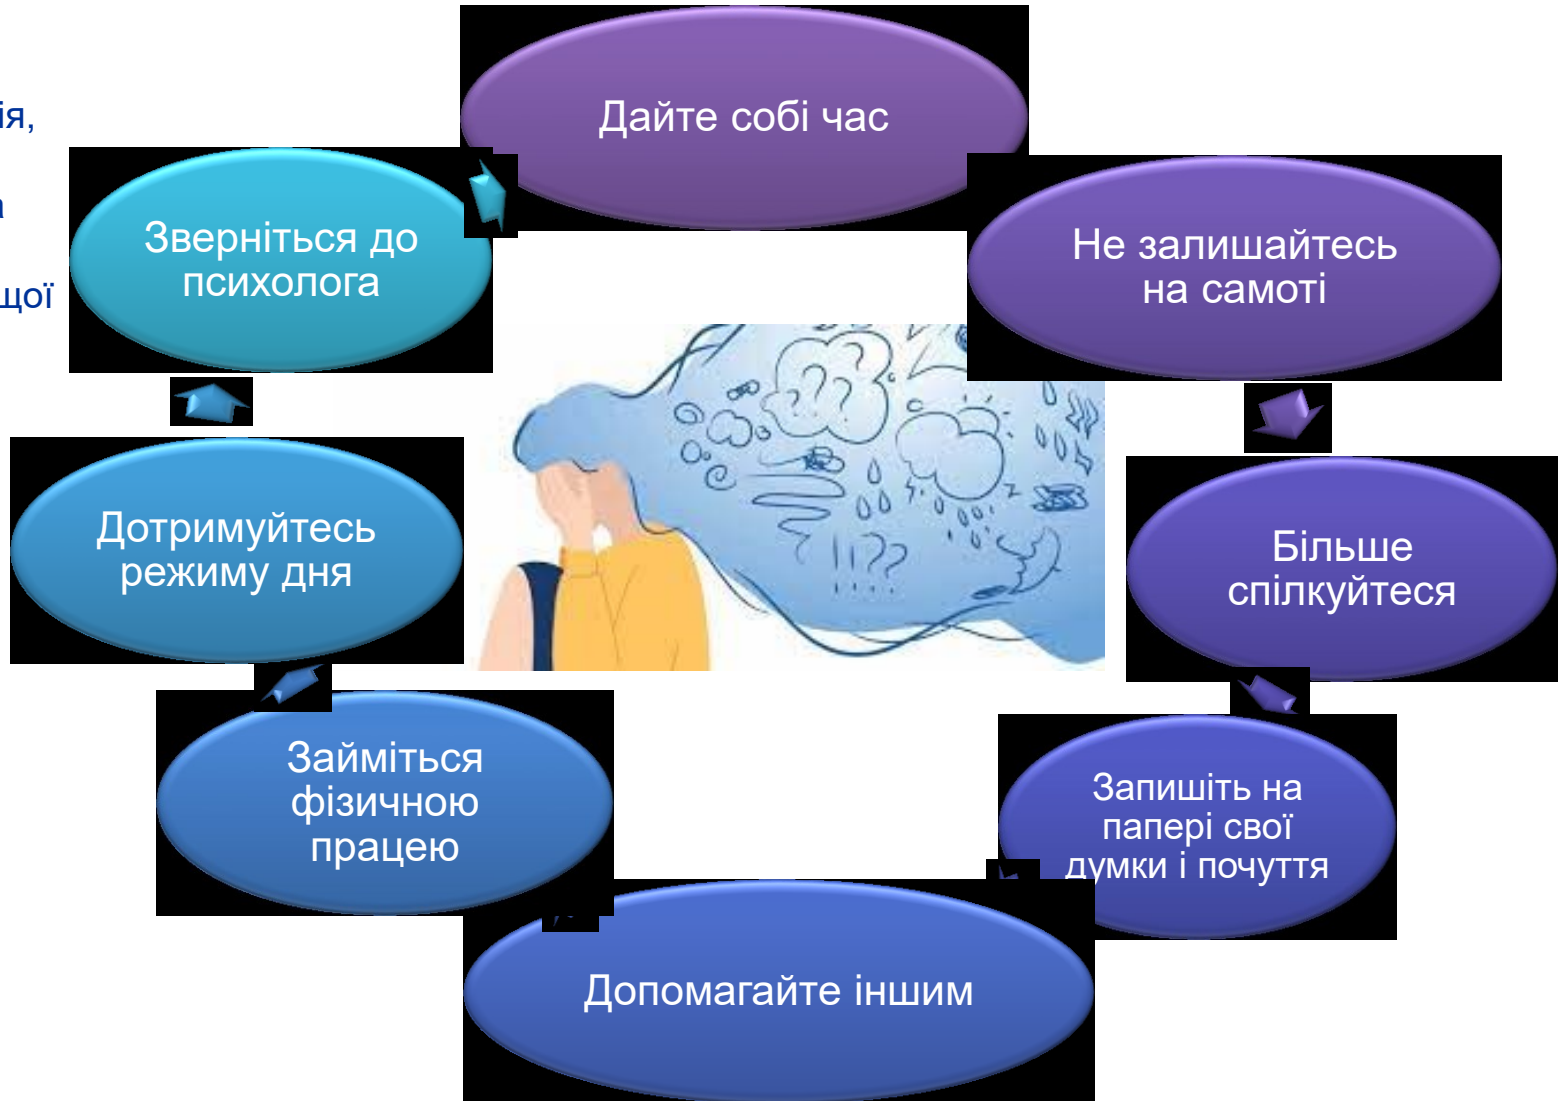 Дайте собі час
Не залишайтесь
на самоті
Більше
спілкуйтеся
Запишіть на
папері свої
думки і почуття
Допомагайте іншим
Займіться
фізичною
працею
Дотримуйтесь
режиму дня
Зверніться до
психолога
??
???
!!??